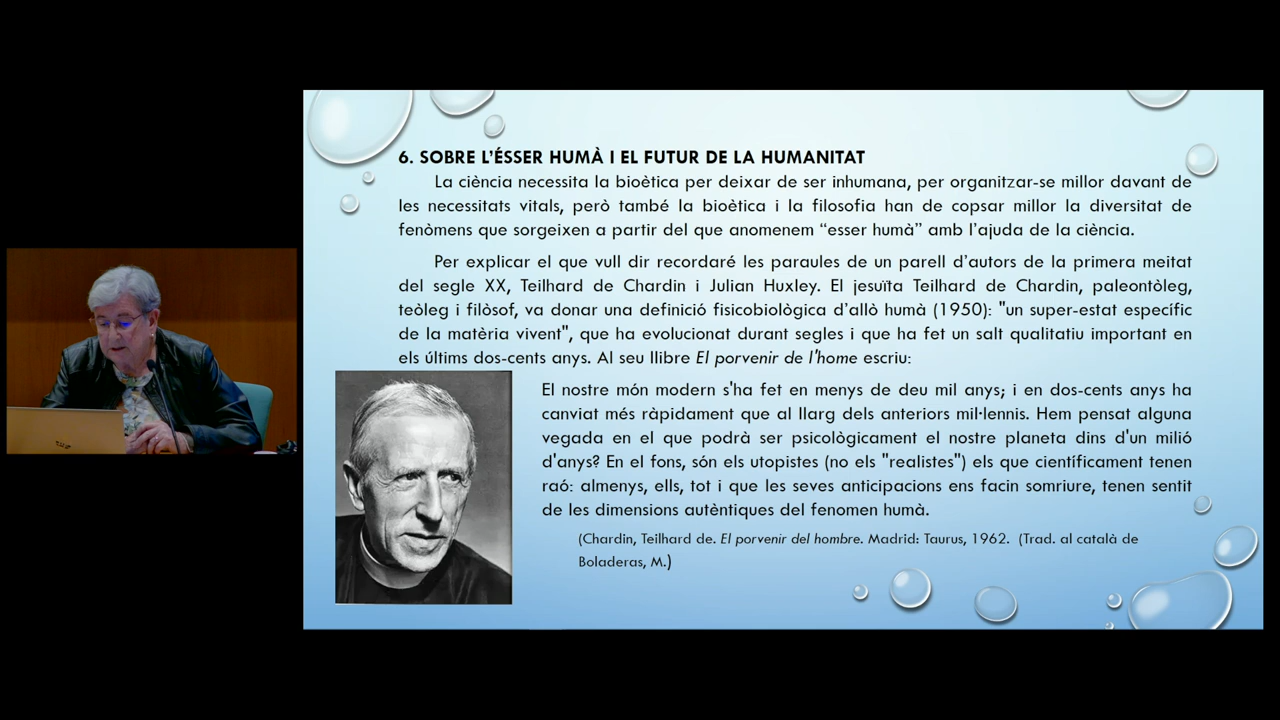 6. SOBRE L'ÉSSER HUMÀ I EL FUTUR DE LA HUMANITAT
La ciència necessita la bioètica per deixar de ser inhumana, per organitzar-se millor davant de
les necessitats vitals, però també la bioètica i la filosofia han de copsar millor la diversitat de
fenòmens que sorgeixen a partir del que anomenem “esser humà” amb l'ajuda de la ciència.
Per explicar el que vull dir recordaré les paraules de un parell d'autors de la primera meitat
del segle XX, Teilhard de Chardin i Julian Huxley. El jesuïta Teilhard de Chardin, paleontòleg,
teòleg i filòsof, va donar una definició fisicobiològica d'allò humà (1950): "un super-estat específic
de la matèria vivent", que ha evolucionat durant segles i que ha fet un salt qualitatiu important en
els últims dos-cents anys. Al seu llibre El porvenir de l'home escriu:
El nostre món modern s'ha fet en menys de deu mil anys; i en dos-cents anys ha
canviat més ràpidament que al llarg dels anteriors mil·lennis. Hem pensat alguna
vegada en el que podrà ser psicològicament el nostre planeta dins d'un milió
d'anys? En el fons, són els utopistes (no els "realistes") els que científicament tenen
raó: almenys, ells, tot i que les seves anticipacions ens facin somriure, tenen sentit
de les dimensions autèntiques del fenomen humà.
(Chardin, Teilhard de. El porvenir del hombre. Madrid: Taurus, 1962. (Trad. al català de
Boladeras, M.)